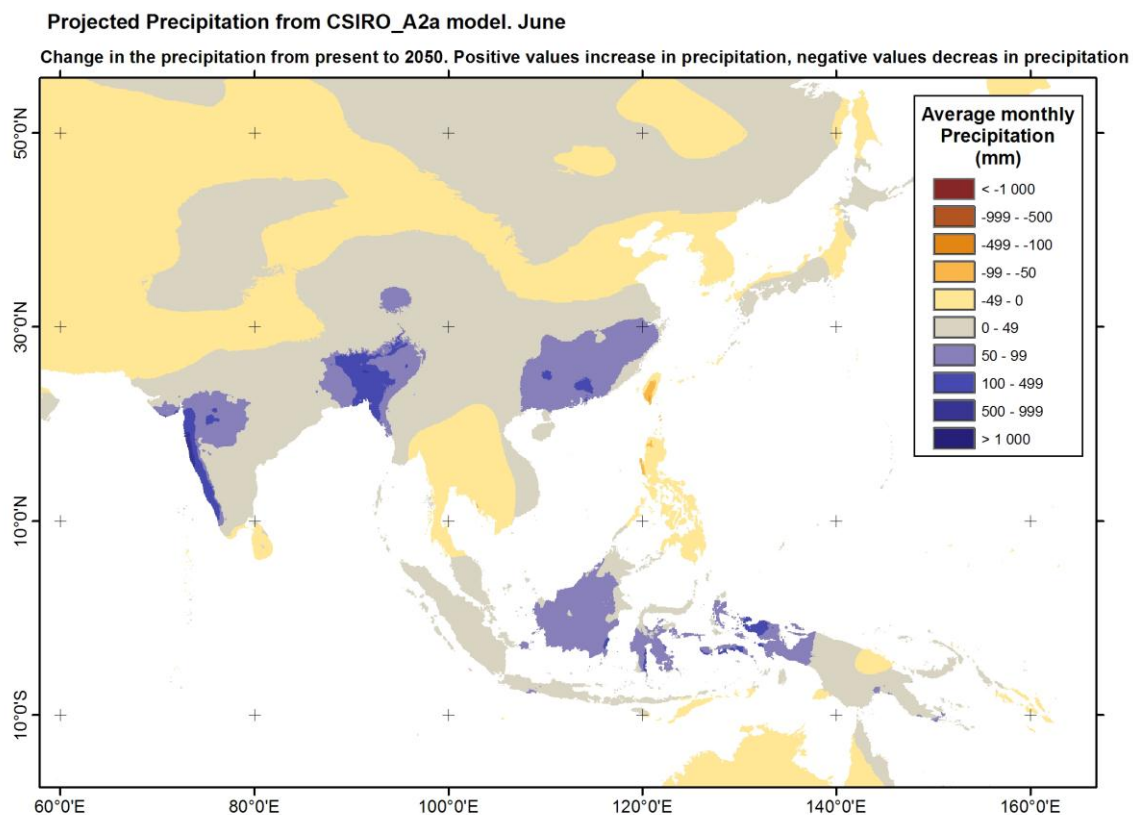 Projected Precipitation from CSIRO_A2a model. June
Change in the precipitation from present to 2050. Positive values increase in precipitation, negative values decreas in precipitation
50°0'N
30°0'N
10°0'N
10°0'S
Average monthly
Precipitation
(mm)
< -1 000
-999 - -500
-499 - -100
-99 - -50
-49 - 0
0 - 49
50 - 99
100 - 499
500 - 999
> 1 000
60°0'E
80°0'E
100°0'E
120°0'E
140°0'E
160°0'E